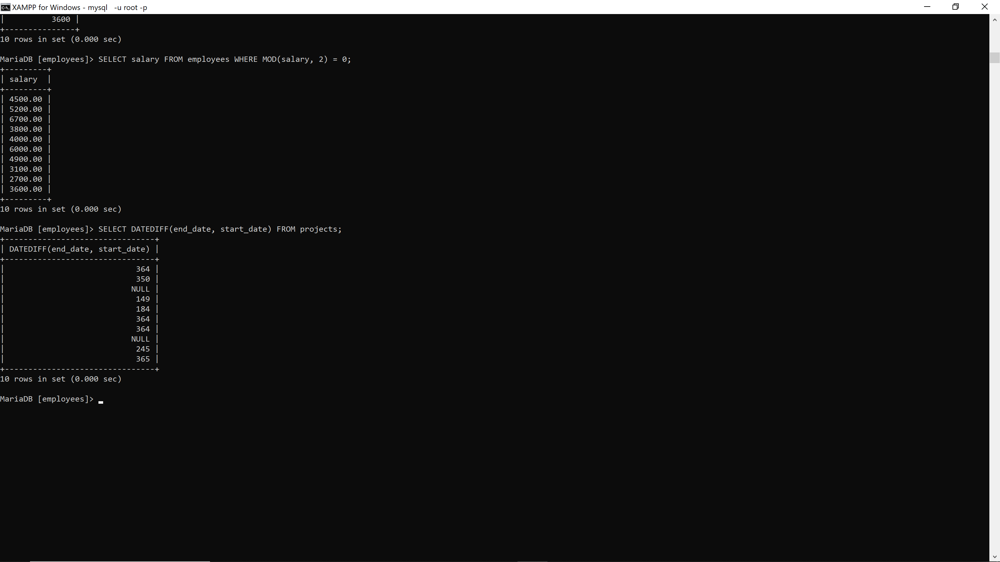 XAMPP for Windows - mysql  -u root -p
|          3600 |
+---------------+
10 rows in set (0.000 sec)
MariaDB [employees]> SELECT salary FROM employees WHERE MOD(salary, 2) = 0;
+---------+
| salary  |
+---------+
| 4500.00 |
| 5200.00 |
| 6700.00 |
| 3800.00 |
| 4000.00 |
| 6000.00 |
| 4900.00 |
| 3100.00 |
| 2700.00 |
| 3600.00 |
+---------+
10 rows in set (0.000 sec)
MariaDB [employees]> SELECT DATEDIFF(end_date, start_date) FROM projects;
+--------------------------------+
| DATEDIFF(end_date, start_date) |
+--------------------------------+
|                            364 |
|                            350 |
|                           NULL |
|                            149 |
|                            184 |
|                            364 |
|                            364 |
|                           NULL |
|                            245 |
|                            365 |
+--------------------------------+
10 rows in set (0.000 sec)
MariaDB [employees]>